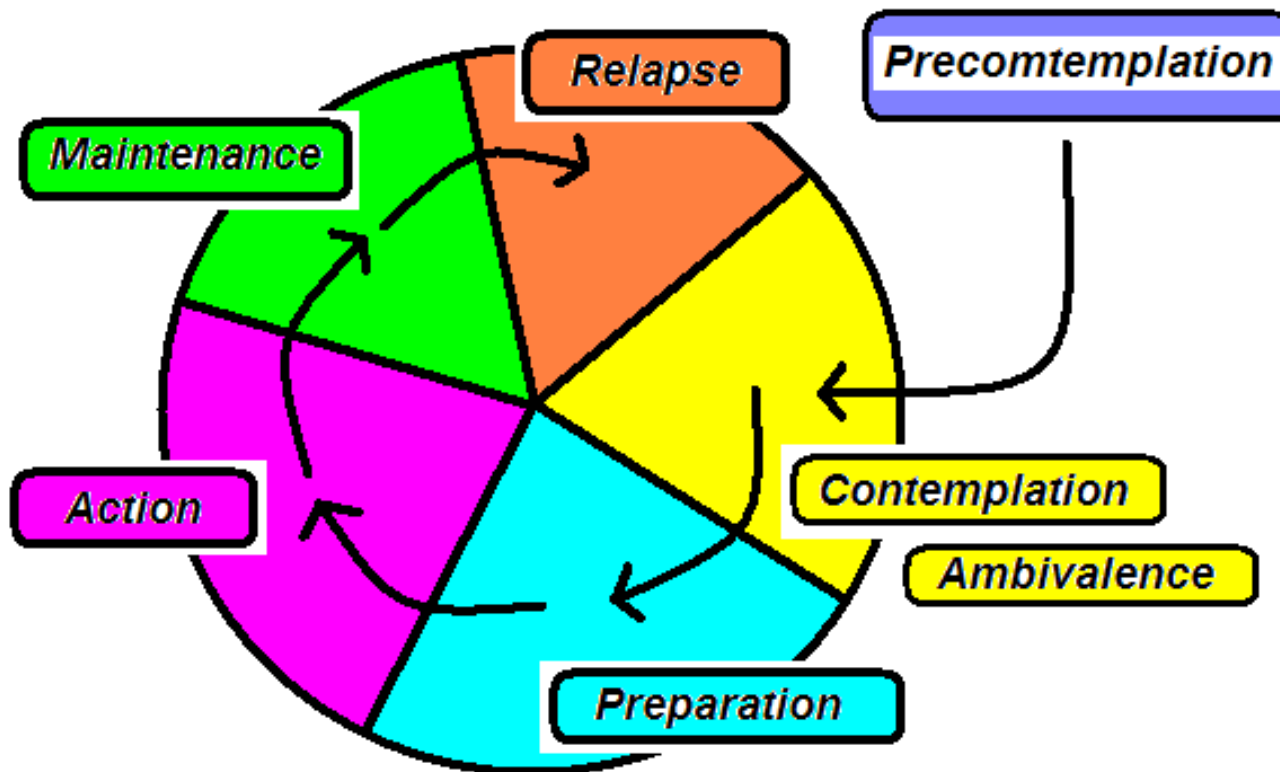 Relapse
Precomtemplation
Maintenance
Action
Contemplation
Ambivalence
Preparation